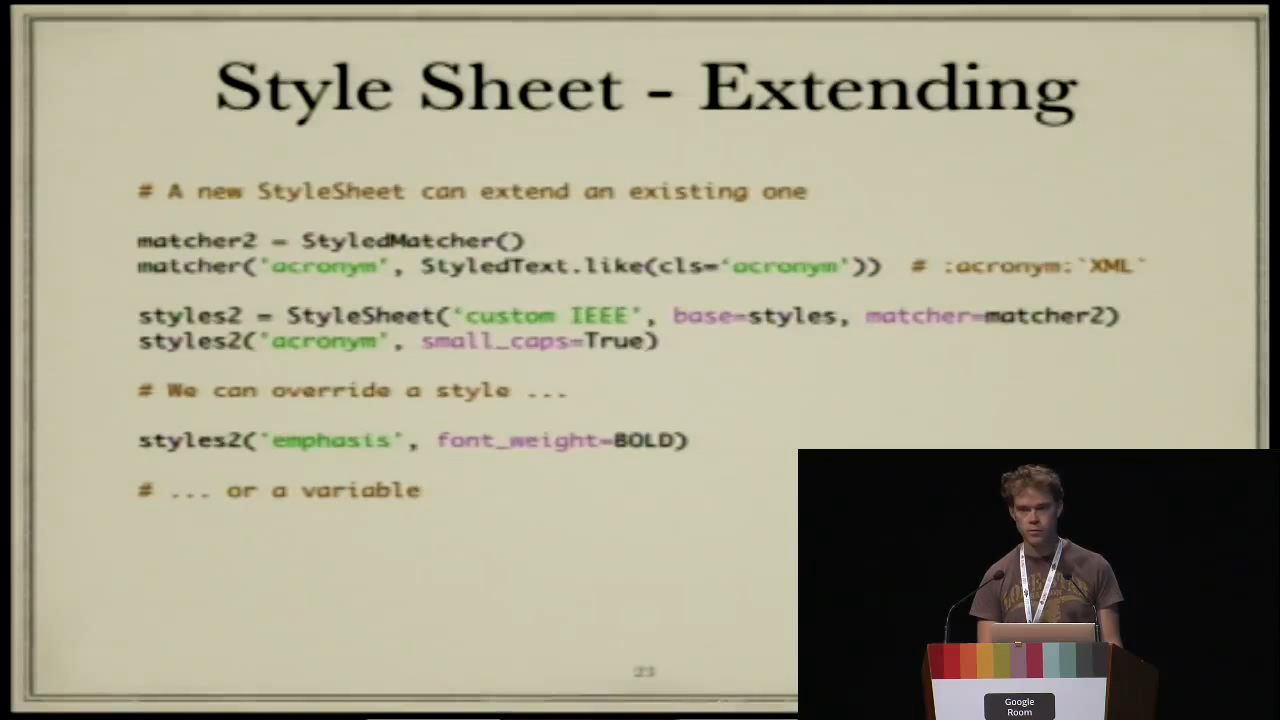 Style Sheet - Extending
# A new StyleSheet can extend an existing one
matcher2 = StyledMatcher()
matcher('acronym', StyledText.like(cls='acronym')) # :acronym:`XML`
styles2 = StyleSheet('custom IEEE', base=styles, matcher=matcher2)
styles2('acronym', small_caps=True)
# We can override a style ...
styles2('emphasis', font_weight=BOLD)
# ... or a variable
23
Google
Room